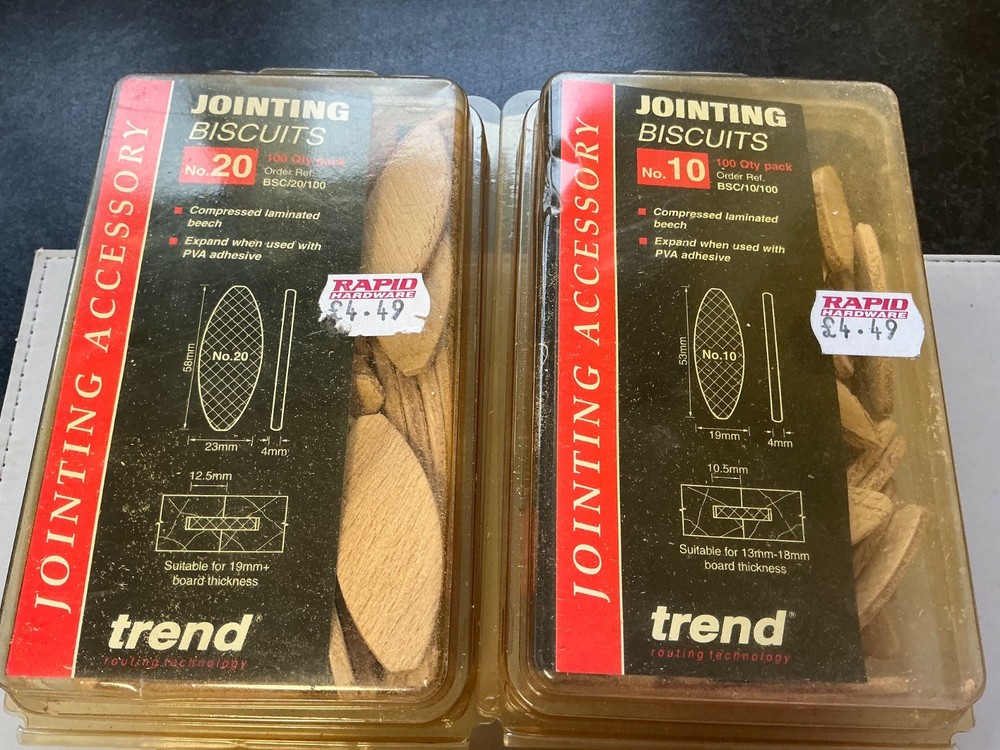 JOINTING ACCESSORY
JOINTING
BISCUITS
No.20
100 Qty pack
Order Ref.
BSC/20/100
Compressed laminated
beech
Expand when used with
PVA adhesive
RAPID
HARDWARE
£4.49
58mm
No.20
23mm
4mm
12.5mm
Suitable for 19mm+
board thickness
trend®
routing technology
JOINTING ACCESSORY
JOINTING
BISCUITS
No.10
100 Qty pack
Order Ref.
BSC/10/100
Compressed laminated
beech
Expand when used with
PVA adhesive
RAPID
HARDWARE
£4.49
53mm
No.10
19mm
4mm
10.5mm
Suitable for 13mm-18mm
board thickness
trend®
routing technology